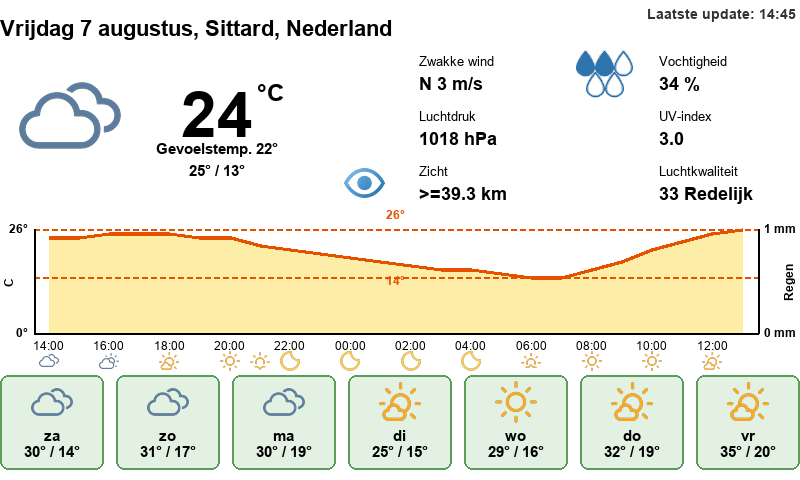 Laatste update: 14:45
Vrijdag 7 augustus, Sittard, Nederland
24 °C
Gevoelstemp. 22°
25° / 13°
Zwakke wind
N 3 m/s
Luchtdruk
1018 hPa
Zicht
>=39.3 km
Vochtigheid
34 %
UV-index
3.0
Luchtkwaliteit
33 Redelijk
26°
26°
1 mm
14°
C
Regen
0°
0 mm
14:00 16:00 18:00 20:00 22:00 00:00 02:00 04:00 06:00 08:00 10:00 12:00
za zo ma di wo do vr
30° / 14° 31° / 17° 30° / 19° 25° / 15° 29° / 16° 32° / 19° 35° / 20°